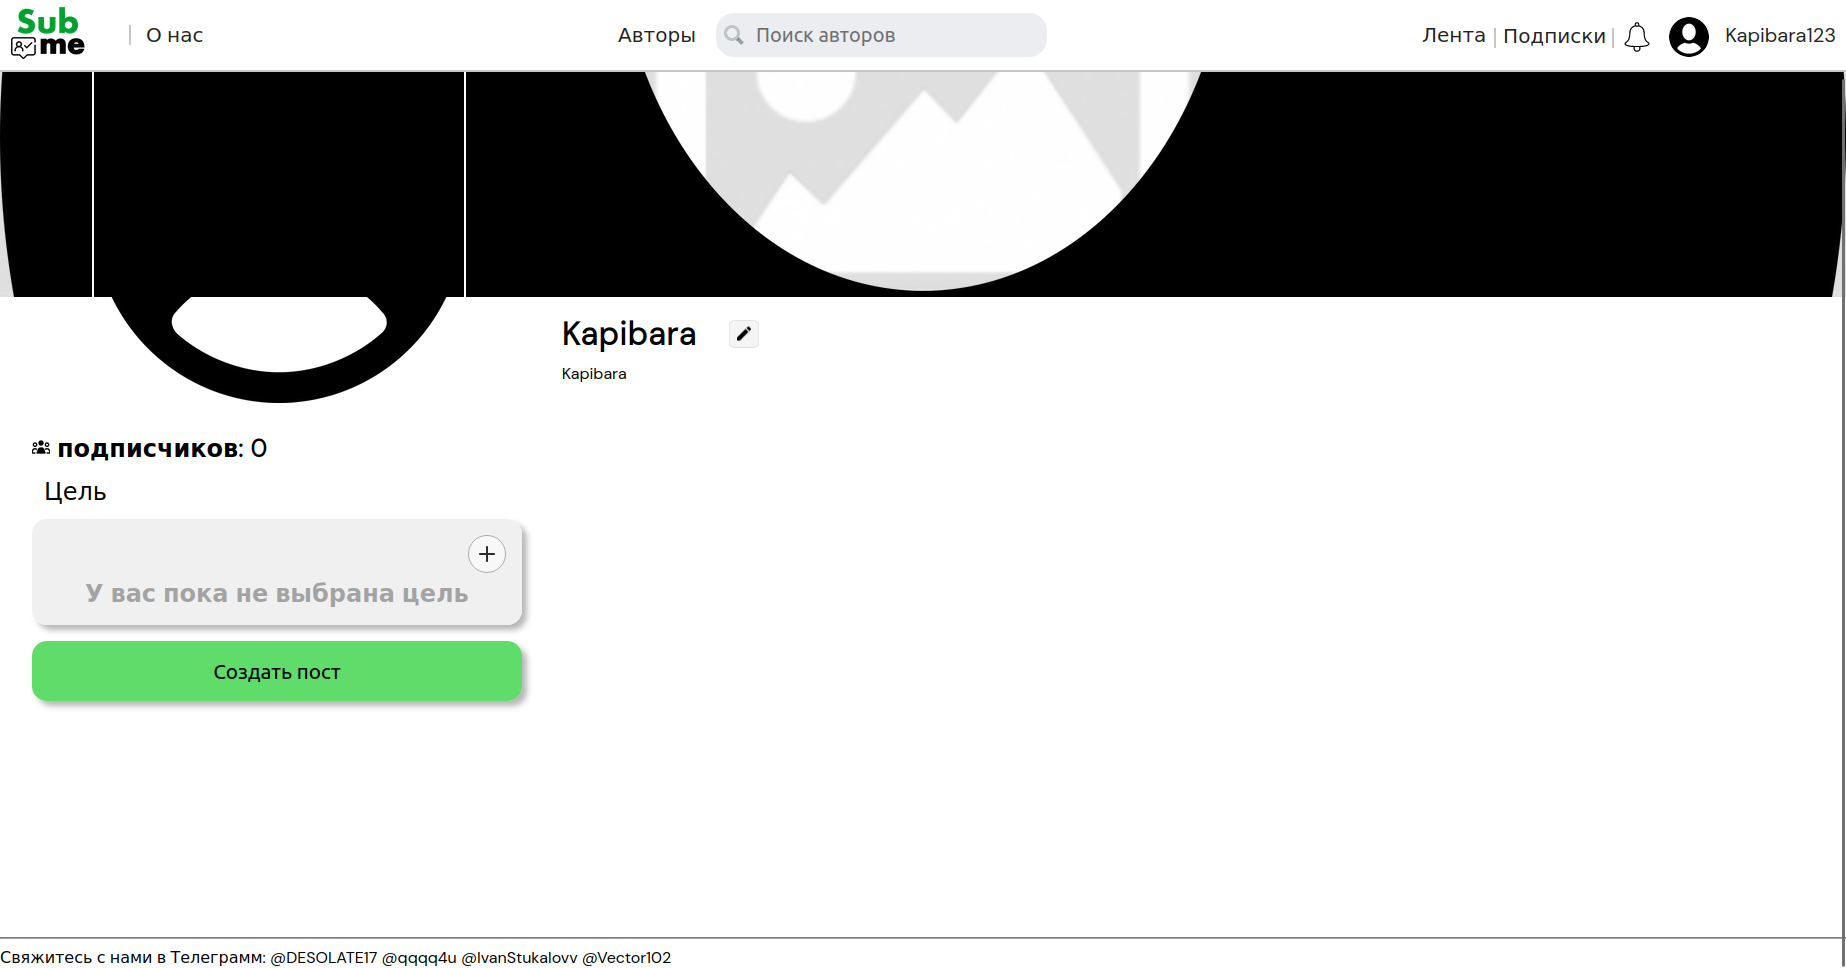 Sub
me
О нас
Авторы
Поиск авторов
Лента
Подписки
Kapibara123
Kapibara
Kapibara
подписчиков: 0
Цель
У вас пока не выбрана цель
Создать пост
Свяжитесь с нами в Телеграмм: @DESOLATE17 @qqqq4u @IvanStukalovv @Vector102